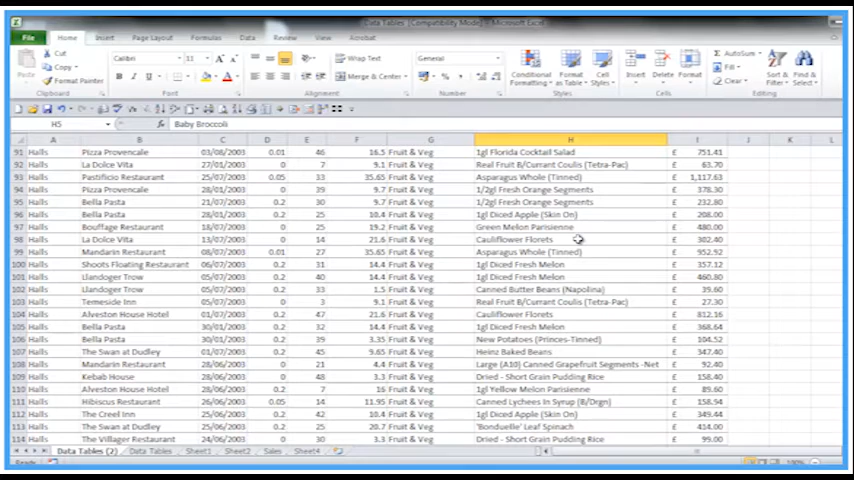 Data Tables [Compatibility Mode] - Microsoft Excel
File Home Insert Page Layout Formulas Data Review View Acrobat
Cut Calibri 11 Wrap Text General AutoSum
Copy Fill
Paste Format Painter B I U Merge & Center Conditional Formatting Format as Table Cell Styles Insert Delete Format Clear Sort & Filter Find & Select
Clipboard Font Alignment Number Styles Cells Editing
H5 fx Baby Broccoli
A B C D E F G H I J K L
91 Halls Pizza Provencale 03/08/2003 0.01 46 16.5 Fruit & Veg 1gl Florida Cocktail Salad £ 751.41
92 Halls La Dolce Vita 27/01/2003 0 7 9.1 Fruit & Veg Real Fruit B/Currant Coulis (Tetra-Pac) £ 63.70
93 Halls Pastificio Restaurant 25/07/2003 0.05 33 35.65 Fruit & Veg Asparagus Whole (Tinned) £ 1,117.63
94 Halls Pizza Provencale 25/07/2003 0 39 9.7 Fruit & Veg 1/2gl Fresh Orange Segments £ 378.30
95 Halls Bella Pasta 21/07/2003 0.2 30 9.7 Fruit & Veg 1/2gl Fresh Orange Segments £ 232.80
96 Halls Bella Pasta 28/01/2003 0.2 25 10.4 Fruit & Veg 1gl Diced Apple (Skin On) £ 208.00
97 Halls Bouffage Restaurant 18/07/2003 0 25 19.2 Fruit & Veg Green Melon Parisienne £ 480.00
98 Halls La Dolce Vita 13/07/2003 0 14 21.6 Fruit & Veg Cauliflower Florets £ 302.40
99 Halls Mandarin Restaurant 08/07/2003 0.01 27 35.65 Fruit & Veg Asparagus Whole (Tinned) £ 952.92
100 Halls Shoots Floating Restaurant 06/07/2003 0.2 31 14.4 Fruit & Veg 1gl Diced Fresh Melon £ 357.12
101 Halls Llandoger Trow 05/07/2003 0.2 40 14.4 Fruit & Veg 1gl Diced Fresh Melon £ 460.80
102 Halls Llandoger Trow 05/07/2003 0.2 33 1.5 Fruit & Veg Canned Butter Beans (Napolina) £ 39.60
103 Halls Temeside Inn 05/07/2003 0 3 9.1 Fruit & Veg Real Fruit B/Currant Coulis (Tetra-Pac) £ 27.30
104 Halls Alveston House Hotel 03/07/2003 0.2 47 21.6 Fruit & Veg Cauliflower Florets £ 812.16
105 Halls Bella Pasta 30/01/2003 0.2 32 14.4 Fruit & Veg 1gl Diced Fresh Melon £ 368.64
106 Halls Bella Pasta 30/01/2003 0.2 39 3.35 Fruit & Veg New Potatoes (Princes-Tinned) £ 104.52
107 Halls The Swan at Dudley 01/07/2003 0.2 45 9.65 Fruit & Veg Heinz Baked Beans £ 347.40
108 Halls Mandarin Restaurant 28/06/2003 0 21 4.4 Fruit & Veg Large (A10) Canned Grapefruit Segments -Net £ 92.40
109 Halls Kebab House 28/06/2003 0 48 3.3 Fruit & Veg Dried - Short Grain Pudding Rice £ 158.40
110 Halls Alveston House Hotel 28/06/2003 0.2 7 16 Fruit & Veg 1gl Yellow Melon Parisienne £ 89.60
111 Halls Hibiscus Restaurant 26/06/2003 0.05 14 11.95 Fruit & Veg Canned Lychees In Syrup (B/Drgn) £ 158.94
112 Halls The Creel Inn 25/06/2003 0.2 42 10.4 Fruit & Veg 1gl Diced Apple (Skin On) £ 349.44
113 Halls The Swan at Dudley 25/06/2003 0.2 25 20.7 Fruit & Veg 'Bonduelle' Leaf Spinach £ 414.00
114 Halls The Villager Restaurant 24/06/2003 0 30 3.3 Fruit & Veg Dried - Short Grain Pudding Rice £ 99.00
Data Tables (2) Data Tables Sheet1 Sheet2 Sales Sheet4
Ready 100%